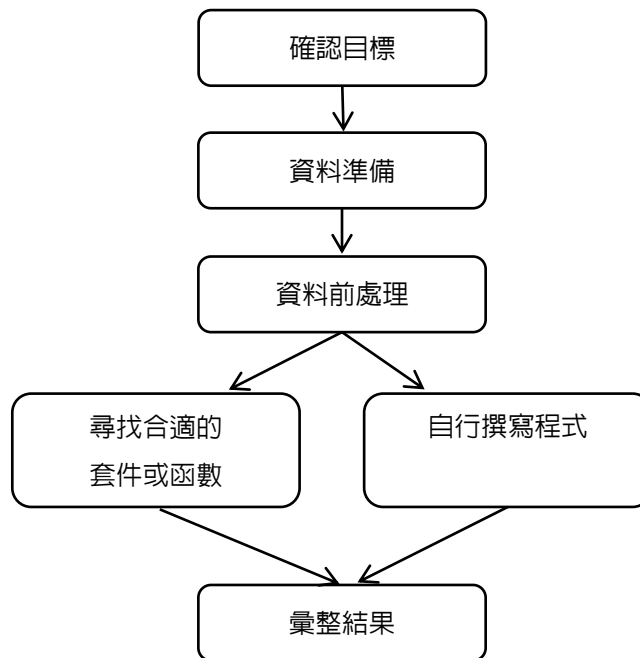 確認目標
資料準備
資料前處理
尋找合適的
套件或函數
自行撰寫程式
彙整結果